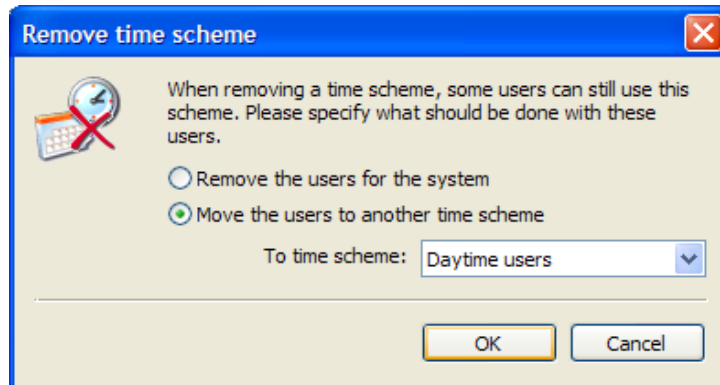 Remove time scheme
When removing a time scheme, some users can still use this
scheme. Please specify what should be done with these
users.
Remove the users for the system
Move the users to another time scheme
To time scheme: Daytime users
OK Cancel